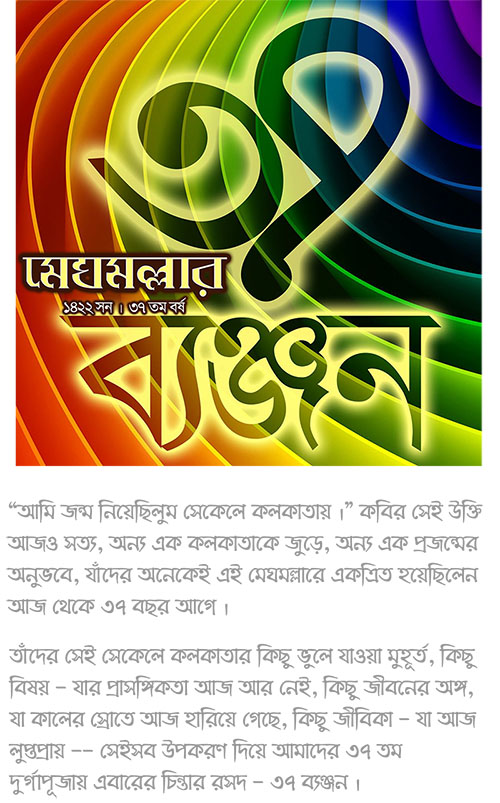 ৩৭
মেঘমল্লার
১৪২২ সন । ৩৭ তম বর্ষ
ব্যঞ্জন
“আমি জন্ম নিয়েছিলুম সেকেলে কলকাতায় ।” কবির সেই উক্তি
আজও সত্য, অন্য এক কলকাতাকে জুড়ে, অন্য এক প্রজন্মের
অনুভবে, যাঁদের অনেকেই এই মেঘমল্লারে একত্রিত হয়েছিলেন
আজ থেকে ৩৭ বছর আগে ।
তাঁদের সেই সেকেলে কলকাতার কিছু ভুলে যাওয়া মুহূর্ত, কিছু
বিষয় – যার প্রাসঙ্গিকতা আজ আর নেই, কিছু জীবনের অঙ্গ,
যা কালের স্রোতে আজ হারিয়ে গেছে, কিছু জীবিকা – যা আজ
লুপ্তপ্রায় -- সেইসব উপকরণ দিয়ে আমাদের ৩৭ তম
দুর্গাপূজায় এবারের চিন্তার রসদ – ৩৭ ব্যঞ্জন ।